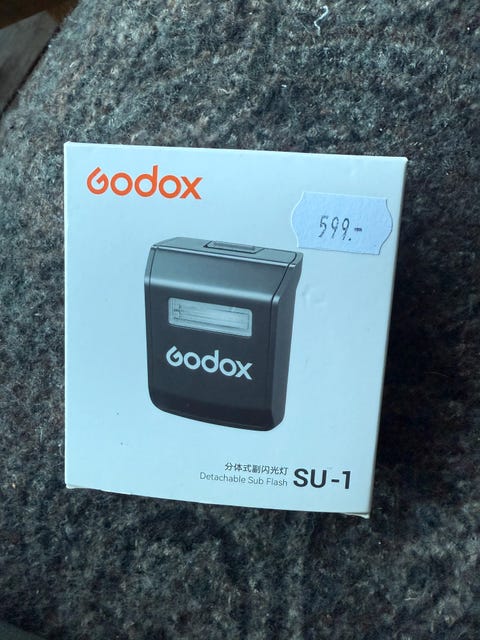 Godox
599.-
Godox
分体式副闪光灯
Detachable Sub Flash SU-1